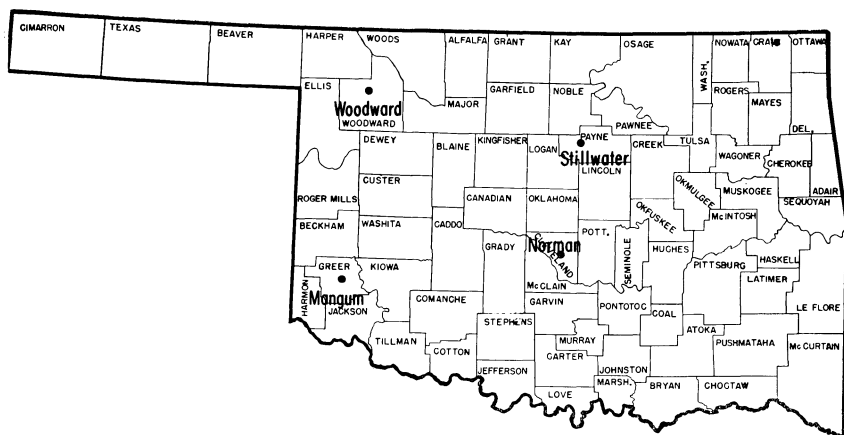 CIMARRON
TEXAS
BEAVER
HARPER
WOODS
ALFALFA
GRANT
KAY
OSAGE
WASH.
NOWATA
CRAIG
OTTAWA
ELLIS
Woodward
WOODWARD
MAJOR
GARFIELD
NOBLE
PAWNEE
ROGERS
MAYES
DEL.
DEWEY
BLAINE
KINGFISHER
LOGAN
PAYNE
Stillwater
LINCOLN
CREEK
TULSA
WAGONER
CHEROKEE
ADAIR
ROGER MILLS
CUSTER
CANADIAN
OKLAHOMA
OKFUSKEE
OKMULGEE
MUSKOGEE
SEQUOYAH
McINTOSH
BECKHAM
WASHITA
CADDO
GRADY
CLEVELAND
Norman
POTT.
SEMINOLE
HUGHES
PITTSBURG
HASKELL
LATIMER
LE FLORE
HARMON
GREER
Mangum
JACKSON
KIOWA
COMANCHE
McCLAIN
GARVIN
PONTOTOC
COAL
ATOKA
PUSHMATAHA
McCURTAIN
TILLMAN
COTTON
STEPHENS
JEFFERSON
MURRAY
CARTER
JOHNSTON
MARSH.
LOVE
BRYAN
CHOCTAW